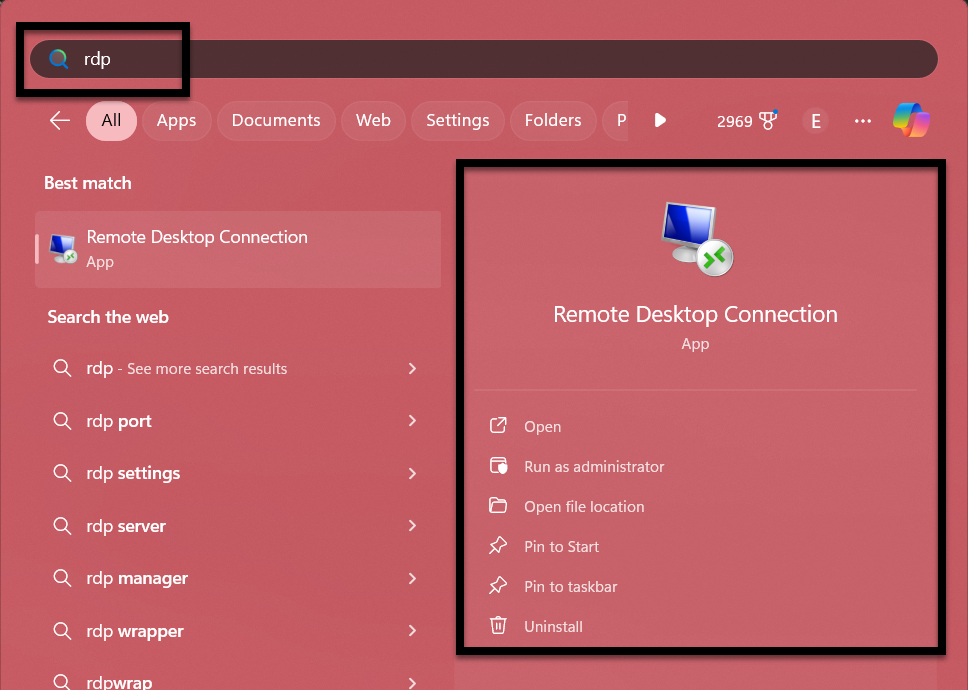 rdp
All Apps Documents Web Settings Folders P 2969 E ...
Best match
Remote Desktop Connection
App
Search the web
rdp - See more search results
rdp port
rdp settings
rdp server
rdp manager
rdp wrapper
rdpwrap
Remote Desktop Connection
App
Open
Run as administrator
Open file location
Pin to Start
Pin to taskbar
Uninstall